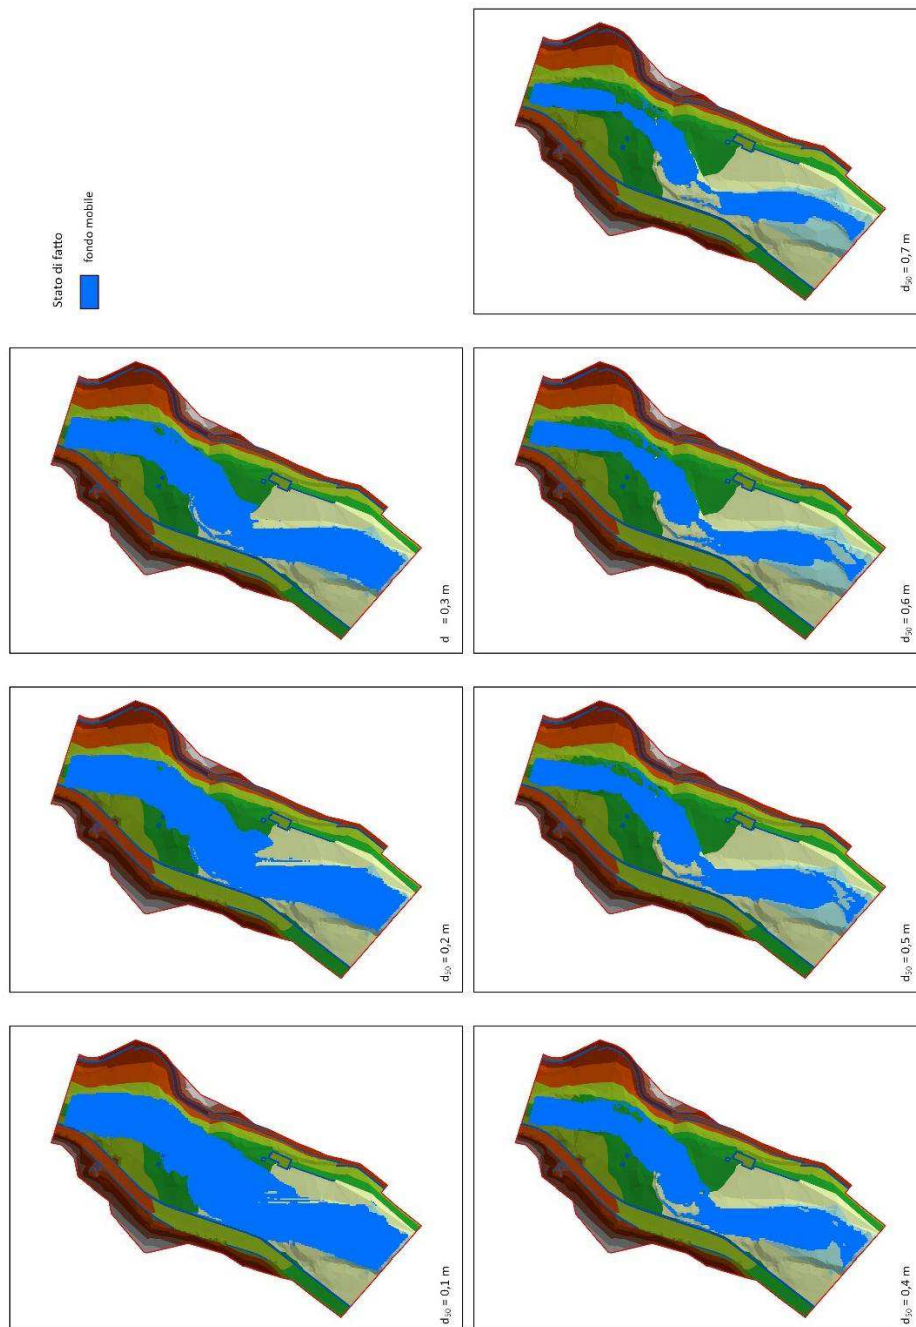 Stato di fatto
fondo mobile
d₅₀ = 0,1 m
d₅₀ = 0,2 m
d = 0,3 m
d₅₀ = 0,4 m
d₅₀ = 0,5 m
d₅₀ = 0,6 m
d₅₀ = 0,7 m